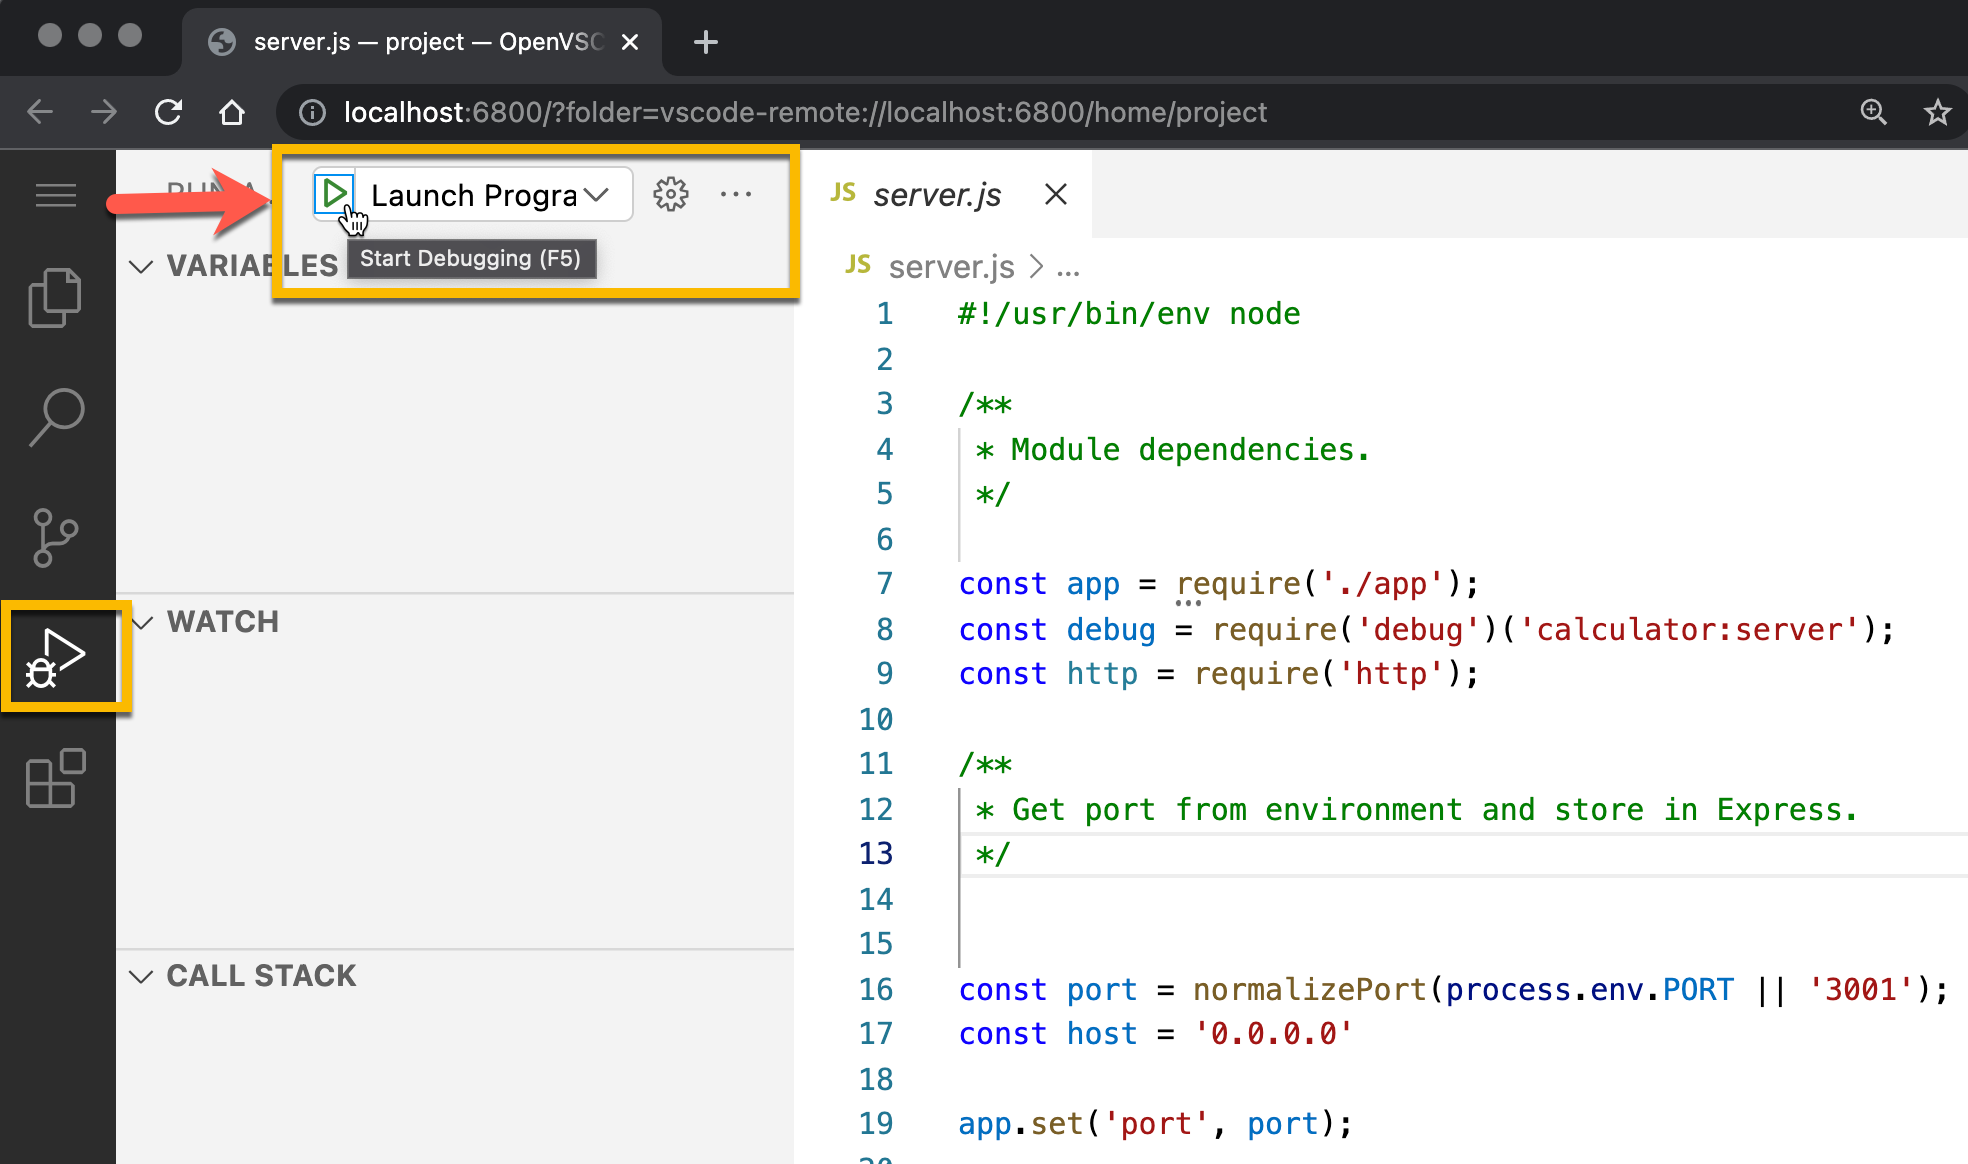 server.js — project — OpenVSC
localhost:6800/?folder=vscode-remote://localhost:6800/home/project
Launch Progra
Start Debugging (F5)
VARIABLES
WATCH
CALL STACK
JS server.js
JS server.js > ...
1 #!/usr/bin/env node
2
3 /**
4 * Module dependencies.
5 */
6
7 const app = require('./app');
8 const debug = require('debug')('calculator:server');
9 const http = require('http');
10
11 /**
12 * Get port from environment and store in Express.
13 */
14
15
16 const port = normalizePort(process.env.PORT || '3001');
17 const host = '0.0.0.0'
18
19 app.set('port', port);